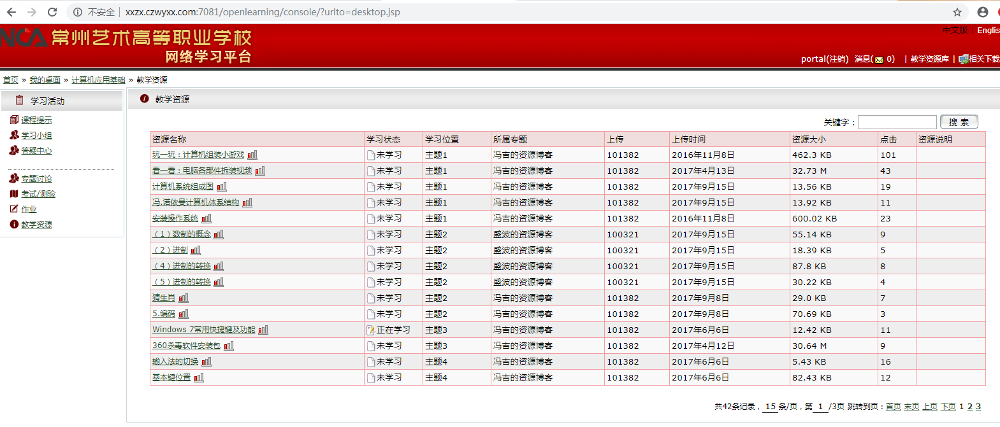 不安全 | xxzx.czwyxx.com:7081/openlearning/console/?urlto=desktop.jsp
NCA 常州艺术高等职业学校
网络学习平台
中文版 | Englis
portal(注销) 消息( 0) | 教学资源库 | 相关下载
首页 » 我的桌面 » 计算机应用基础 » 教学资源
学习活动
课程提示
学习小组
答疑中心
专题讨论
考试/测验
作业
教学资源
教学资源
关键字： 搜 索
资源名称 学习状态 学习位置 所属专题 上传 上传时间 资源大小 点击 资源说明
玩一玩：计算机组装小游戏 未学习 主题1 冯吉的资源博客 101382 2016年11月8日 462.3 KB 101
看一看：电脑各部件拆装视频 未学习 主题1 冯吉的资源博客 101382 2017年4月13日 32.73 M 43
计算机系统组成图 未学习 主题1 冯吉的资源博客 101382 2017年9月15日 13.56 KB 19
冯.诺依曼计算机体系结构 未学习 主题1 冯吉的资源博客 101382 2017年9月15日 13.92 KB 11
安装操作系统 未学习 主题1 冯吉的资源博客 101382 2016年11月8日 600.02 KB 23
（1）数制的概念 未学习 主题2 盛波的资源博客 100321 2017年9月15日 55.14 KB 9
（2）进制 未学习 主题2 盛波的资源博客 100321 2017年9月15日 18.39 KB 5
（4）进制的转换 未学习 主题2 盛波的资源博客 100321 2017年9月15日 87.8 KB 8
（5）进制的转换 未学习 主题2 盛波的资源博客 100321 2017年9月15日 30.22 KB 4
猜生肖 未学习 主题2 冯吉的资源博客 101382 2017年9月8日 29.0 KB 7
5.编码 未学习 主题2 冯吉的资源博客 101382 2017年9月8日 70.69 KB 3
Windows 7常用快捷键及功能 正在学习 主题3 冯吉的资源博客 101382 2017年6月6日 12.42 KB 11
360杀毒软件安装包 未学习 主题3 冯吉的资源博客 101382 2017年4月12日 30.64 M 9
输入法的切换 未学习 主题4 冯吉的资源博客 101382 2017年6月6日 5.43 KB 16
基本键位置 未学习 主题4 冯吉的资源博客 101382 2017年6月6日 82.43 KB 12
共42条记录， 15 条/页，第 1 /3页 跳转到页：首页 末页 上页 下页 1 2 3